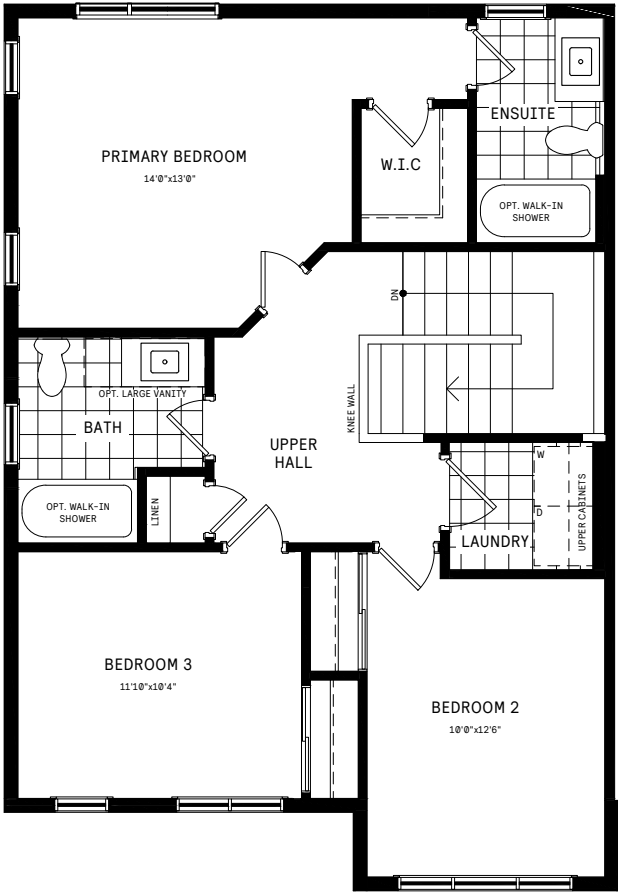 ENSUITE
PRIMARY BEDROOM
14'0"x13'0"
W.I.C
OPT. WALK-IN
SHOWER
DN
OPT. LARGE VANITY
KNEE WALL
BATH
UPPER
HALL
W
D
UPPER CABINETS
LAUNDRY
OPT. WALK-IN
SHOWER
LINEN
BEDROOM 3
11'10"x10'4"
BEDROOM 2
10'0"x12'6"